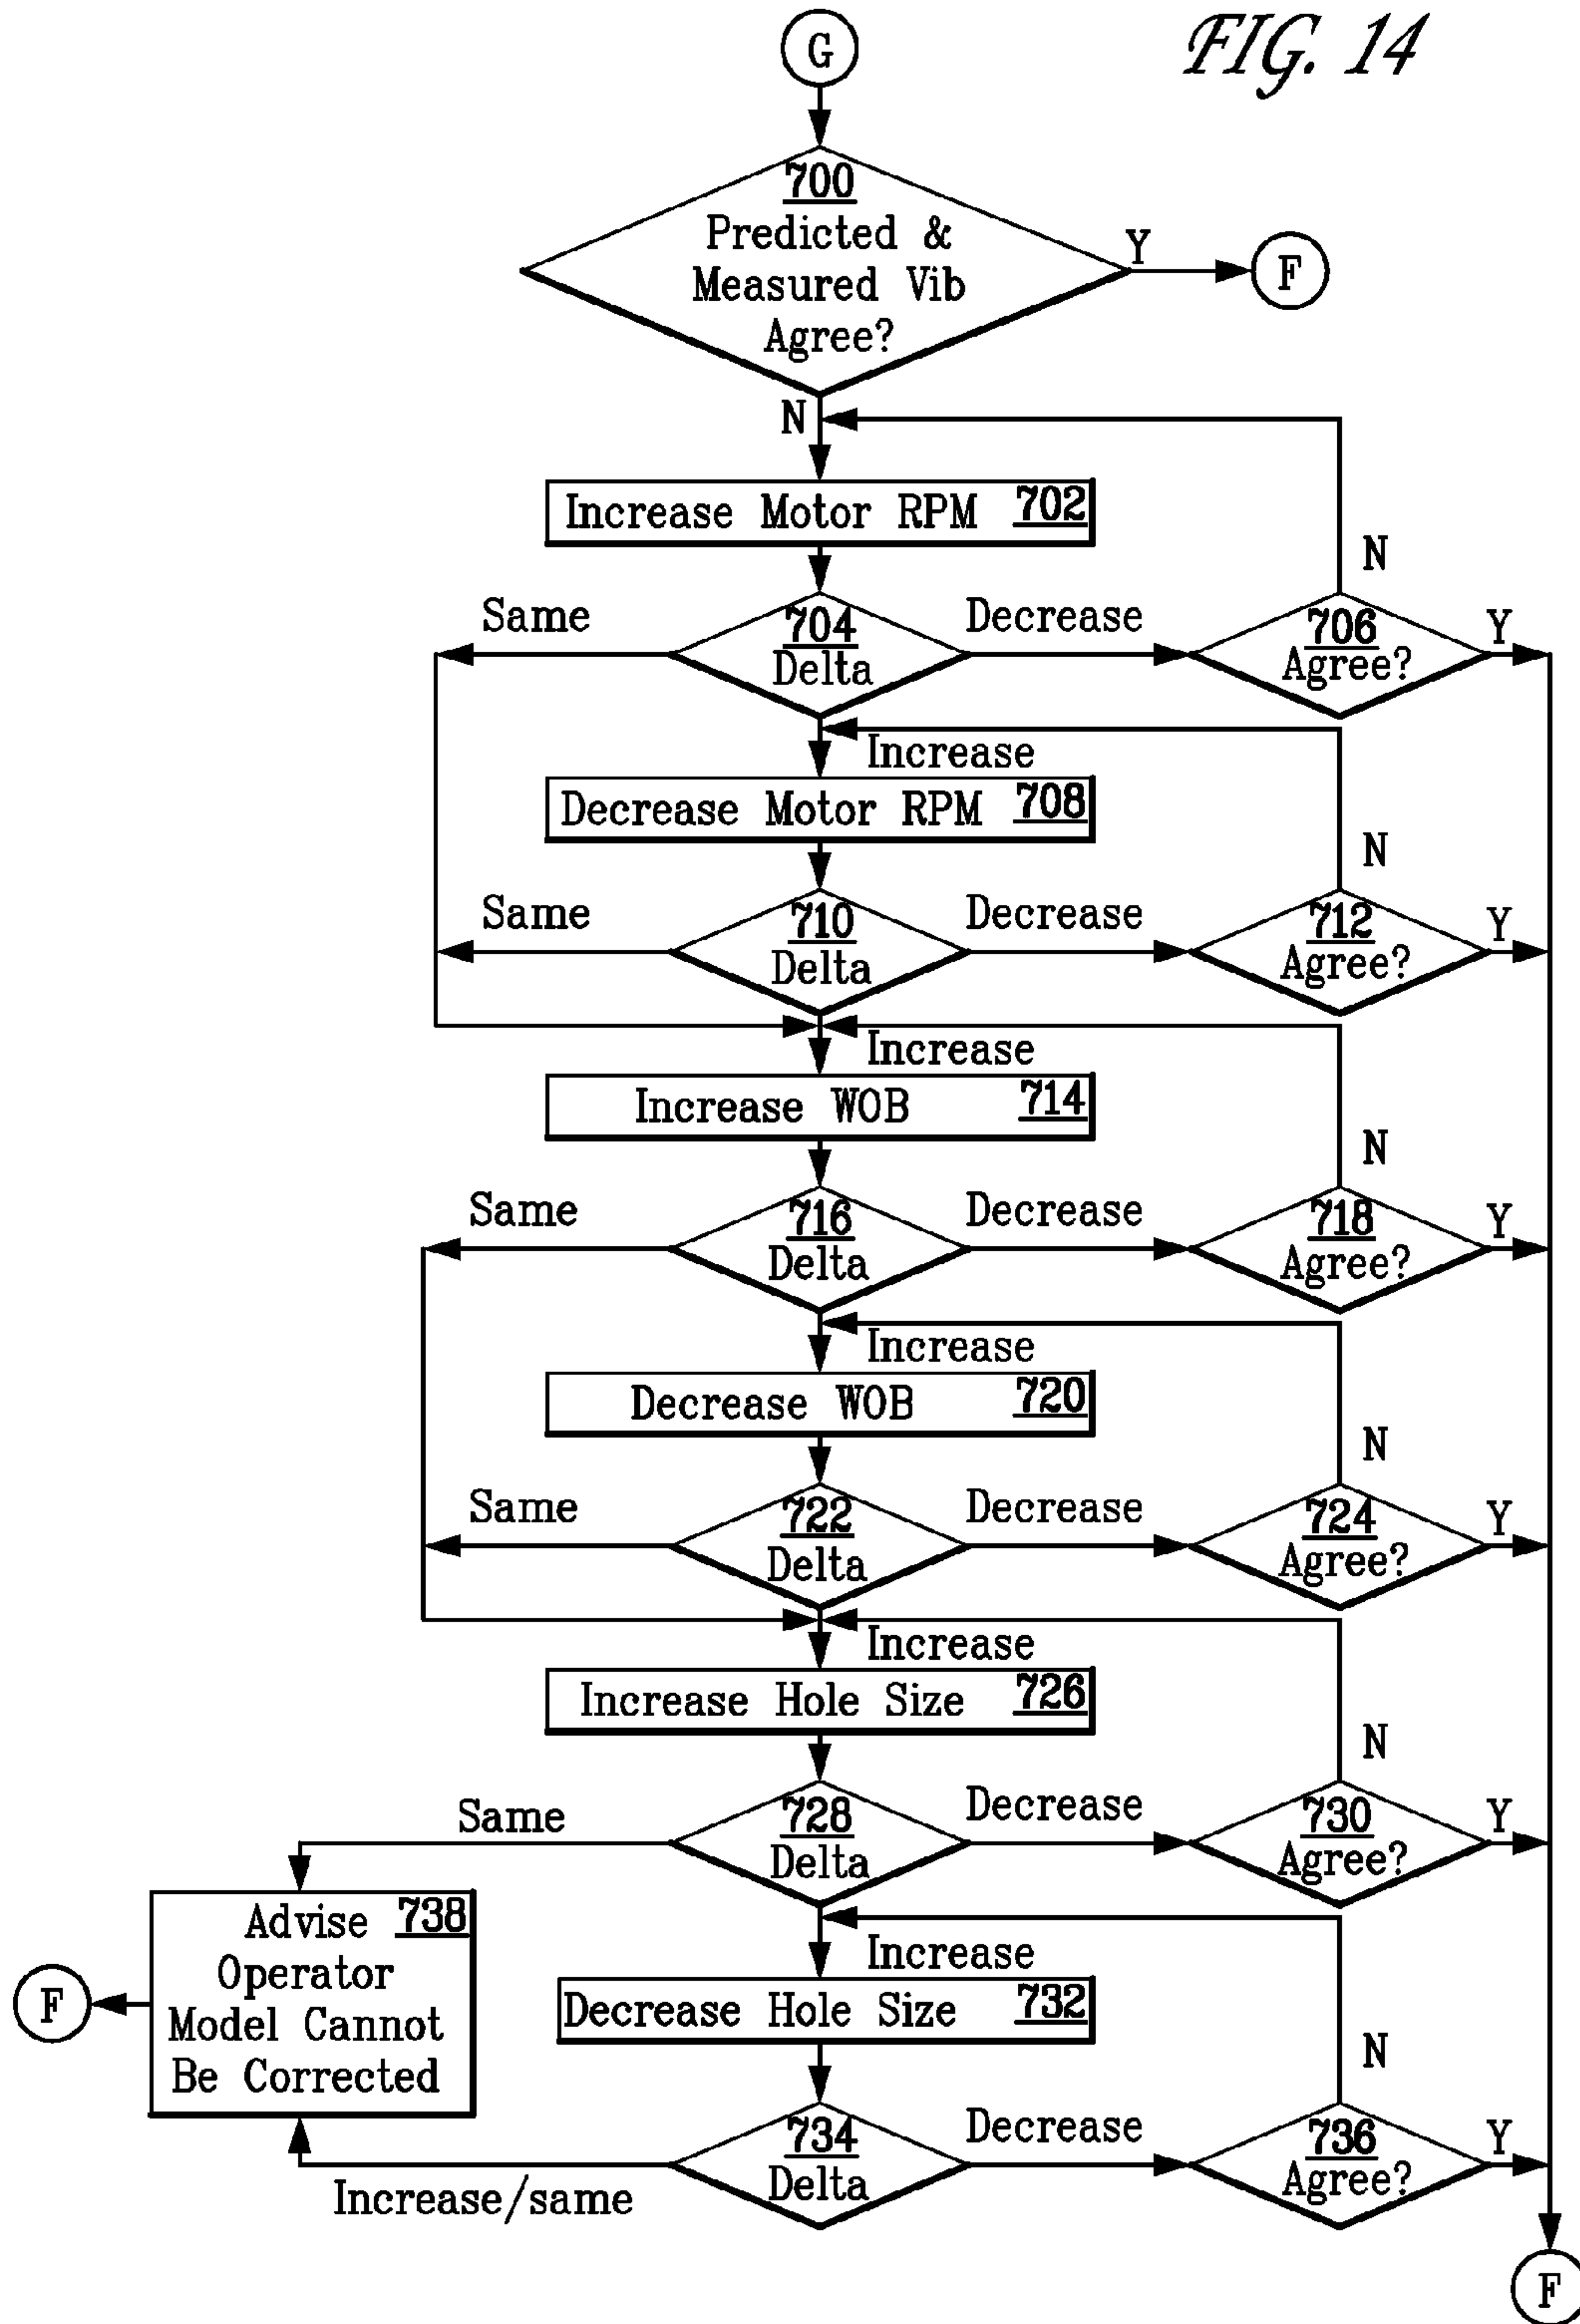 FIG. 14
G
700
Predicted &
Measured Vib
Agree?
Y
F
N
Increase Motor RPM 702
N
Same
704
Delta
Decrease
706
Agree?
Y
Increase
Decrease Motor RPM 708
N
Same
710
Delta
Decrease
712
Agree?
Y
Increase
Increase WOB 714
N
Same
716
Delta
Decrease
718
Agree?
Y
Increase
Decrease WOB 720
N
Same
722
Delta
Decrease
724
Agree?
Y
Increase
Increase Hole Size 726
N
Same
728
Delta
Decrease
730
Agree?
Y
Advise 738
Operator
Model Cannot
Be Corrected
F
Increase
Decrease Hole Size 732
N
Increase/same
734
Delta
Decrease
736
Agree?
Y
F